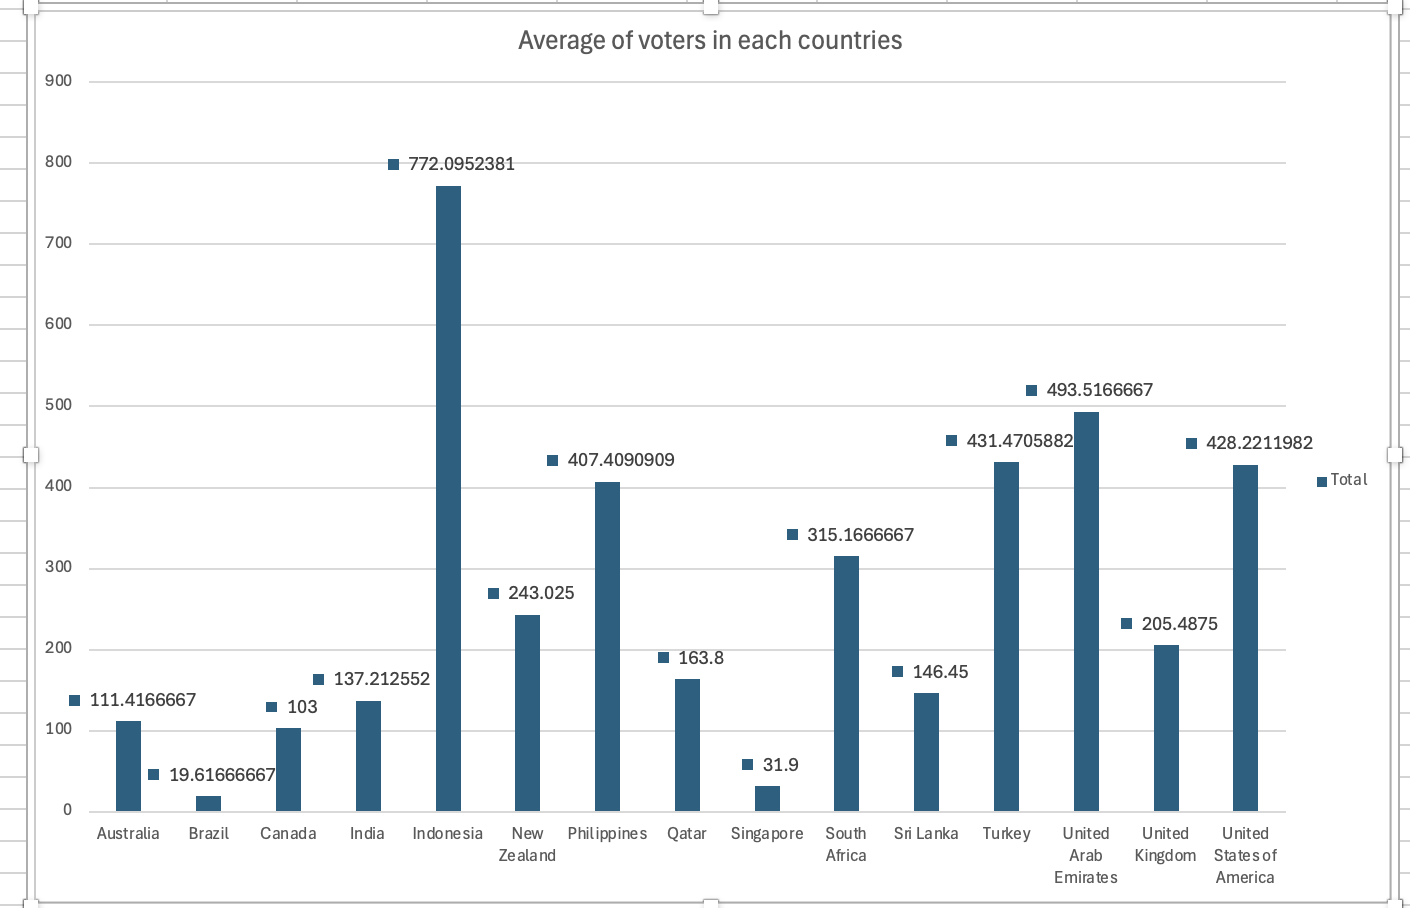 Average of voters in each countries
900
800
700
600
500
400
300
200
100
0
111.4166667
19.61666667
103
137.212552
772.0952381
243.025
407.4090909
163.8
31.9
315.1666667
146.45
431.4705882
493.5166667
205.4875
428.2211982
Total
Australia
Brazil
Canada
India
Indonesia
New
Zealand
Philippines
Qatar
Singapore
South
Africa
Sri Lanka
Turkey
United
Arab
Emirates
United
Kingdom
United
States of
America